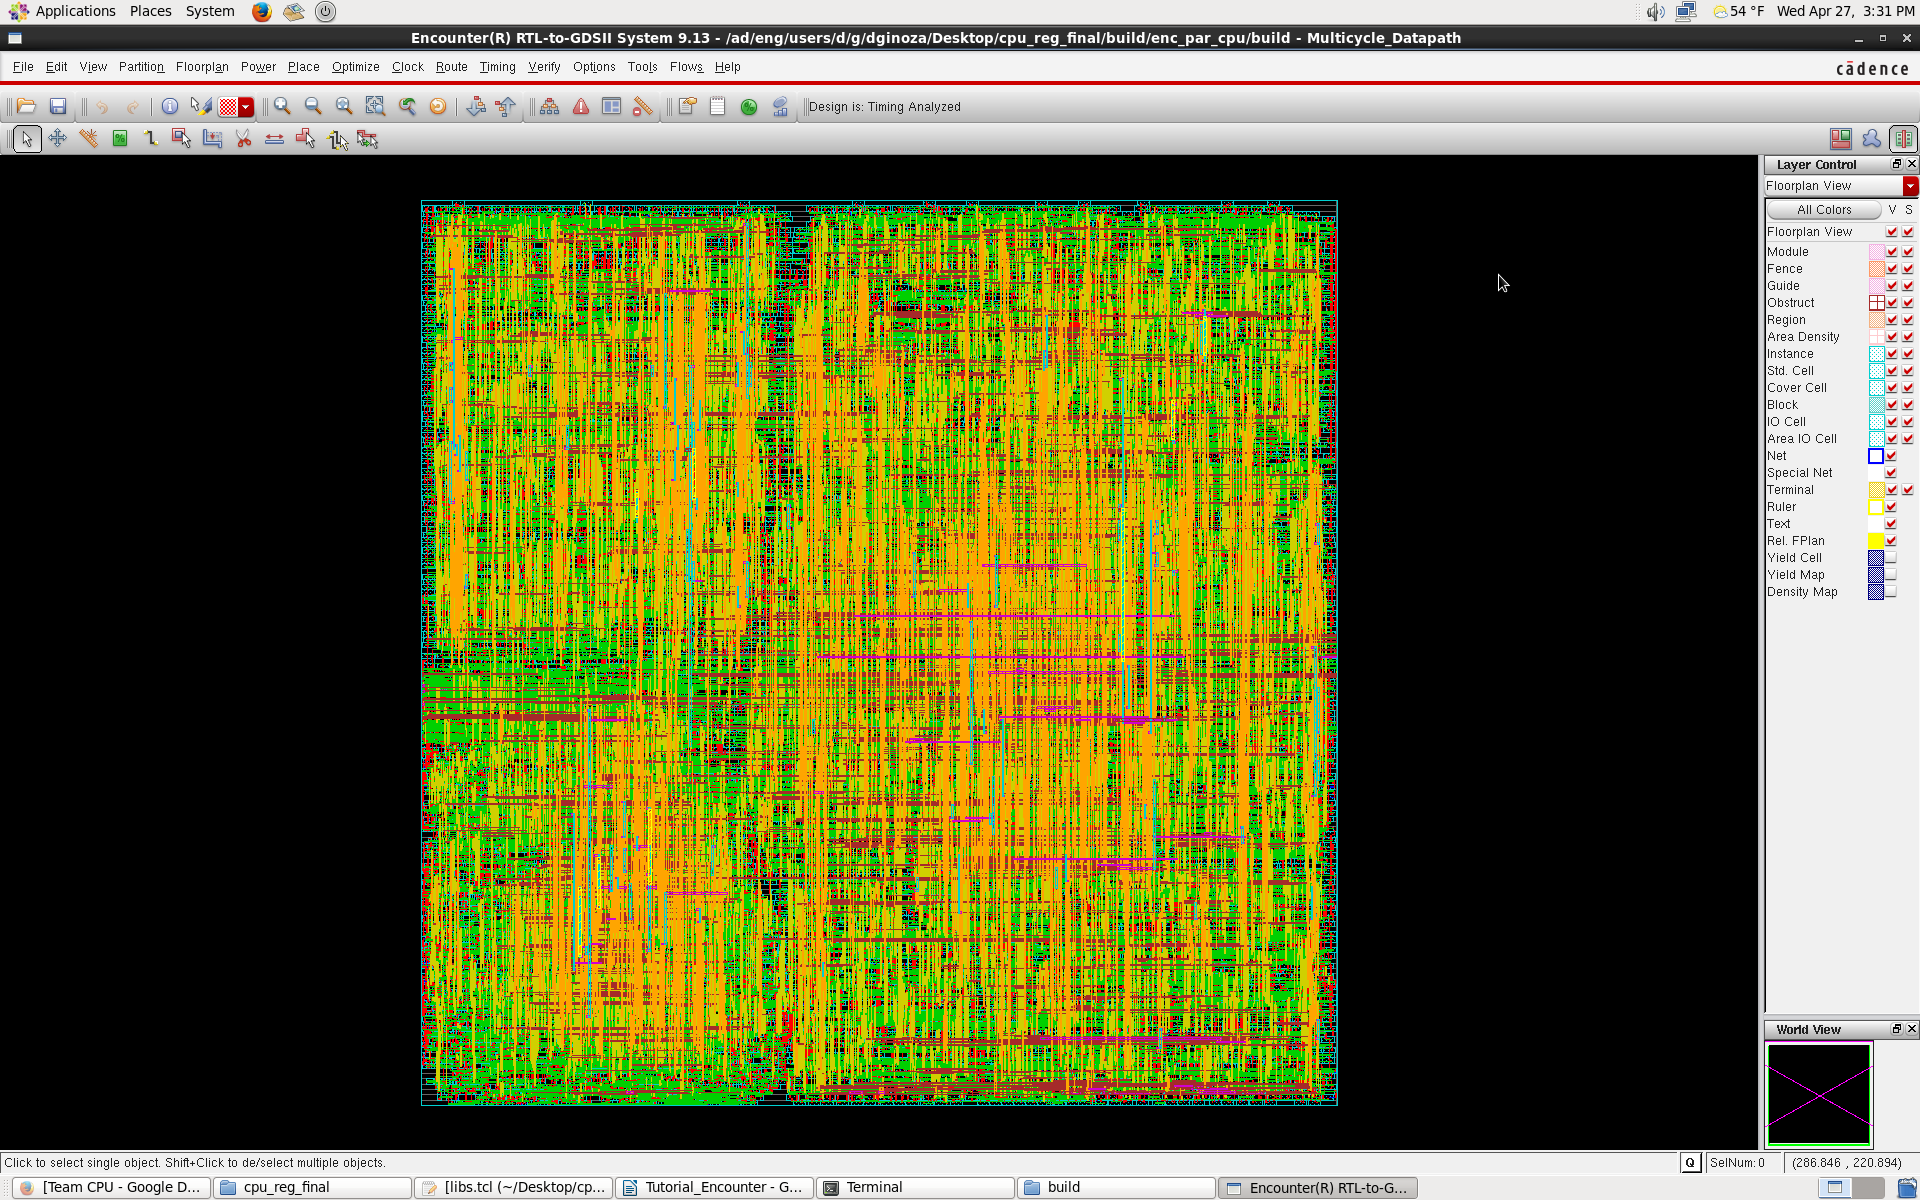 Applications Places System 54 °F Wed Apr 27, 3:31 PM
Encounter(R) RTL-to-GDSII System 9.13 - /ad/eng/users/d/g/dginoza/Desktop/cpu_reg_final/build/enc_par_cpu/build - Multicycle_Datapath
File Edit View Partition Floorplan Power Place Optimize Clock Route Timing Verify Options Tools Flows Help cādence
Design is: Timing Analyzed
Layer Control
Floorplan View
All Colors V S
Floorplan View
Module
Fence
Guide
Obstruct
Region
Area Density
Instance
Std. Cell
Cover Cell
Block
IO Cell
Area IO Cell
Net
Special Net
Terminal
Ruler
Text
Rel. FPlan
Yield Cell
Yield Map
Density Map
World View
Click to select single object. Shift+Click to de/select multiple objects. Q SelNum: 0 (286.846 , 220.894)
[Team CPU - Google D... cpu_reg_final [libs.tcl (~/Desktop/cp... Tutorial_Encounter - G... Terminal build Encounter(R) RTL-to-G...